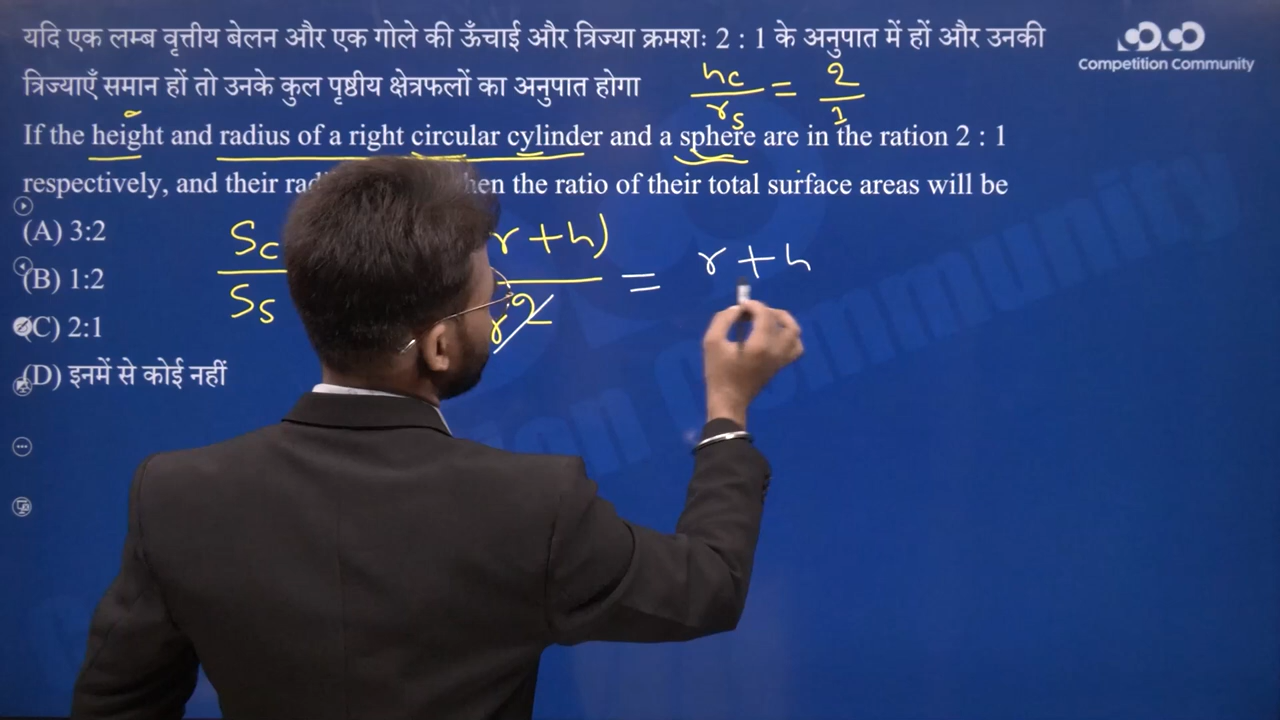 यदि एक लम्ब वृत्तीय बेलन और एक गोले की ऊँचाई और त्रिज्या क्रमशः 2 : 1 के अनुपात में हों और उनकी
त्रिज्याएँ समान हों तो उनके कुल पृष्ठीय क्षेत्रफलों का अनुपात होगा
hc/rs = 2/1
Competition Community
If the height and radius of a right circular cylinder and a sphere are in the ration 2 : 1
respectively, and their rad hen the ratio of their total surface areas will be
(A) 3:2
(B) 1:2
(C) 2:1
(D) इनमें से कोई नहीं
Sc/Ss r+h)/r2 = r+h